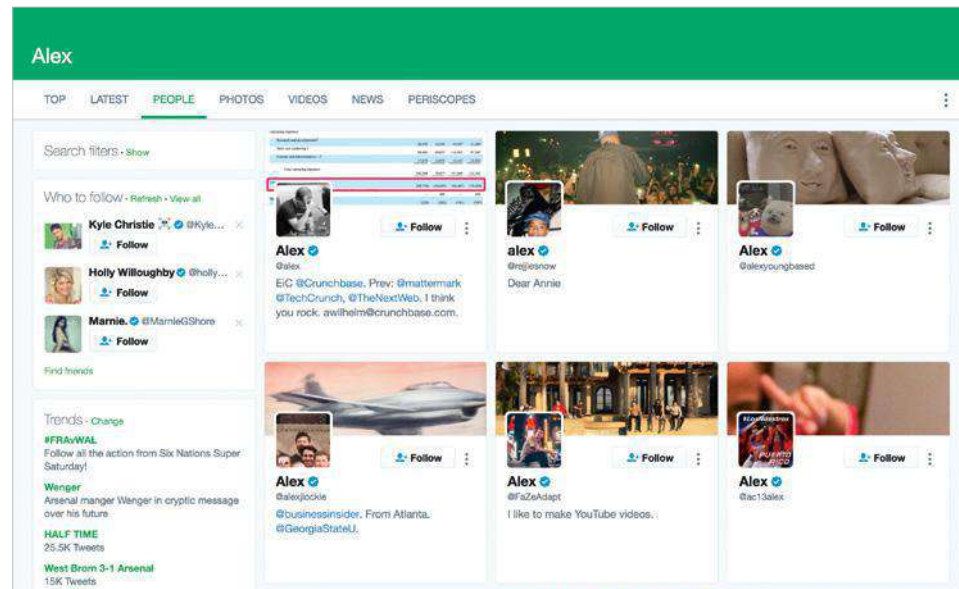 Alex
TOP LATEST PEOPLE PHOTOS VIDEOS NEWS PERISCOPES
Search filters · Show
Who to follow · Refresh · View all
Kyle Christie @Kyle...
Follow
Holly Willoughby @holly...
Follow
Marnie. @MarnieGShore
Follow
Find friends
Trends · Change
#FRAvWAL
Follow all the action from Six Nations Super
Saturday!
Wenger
Arsenal manger Wenger in cryptic message
over his future
HALF TIME
25.5K Tweets
West Brom 3-1 Arsenal
15K Tweets
Follow
Alex
@alex
EiC @Crunchbase. Prev: @mattermark
@TechCrunch, @TheNextWeb. I think
you rock. awilhelm@crunchbase.com.
Follow
alex
@rejjiesnow
Dear Annie
Follow
Alex
@alexyoungbased
Follow
Alex
@alexjlockie
@businessinsider. From Atlanta.
@GeorgiaStateU.
Follow
Alex
@FaZeAdapt
I like to make YouTube videos.
#LosNuestros
PUERTO
RICO
Follow
Alex
@ac13alex